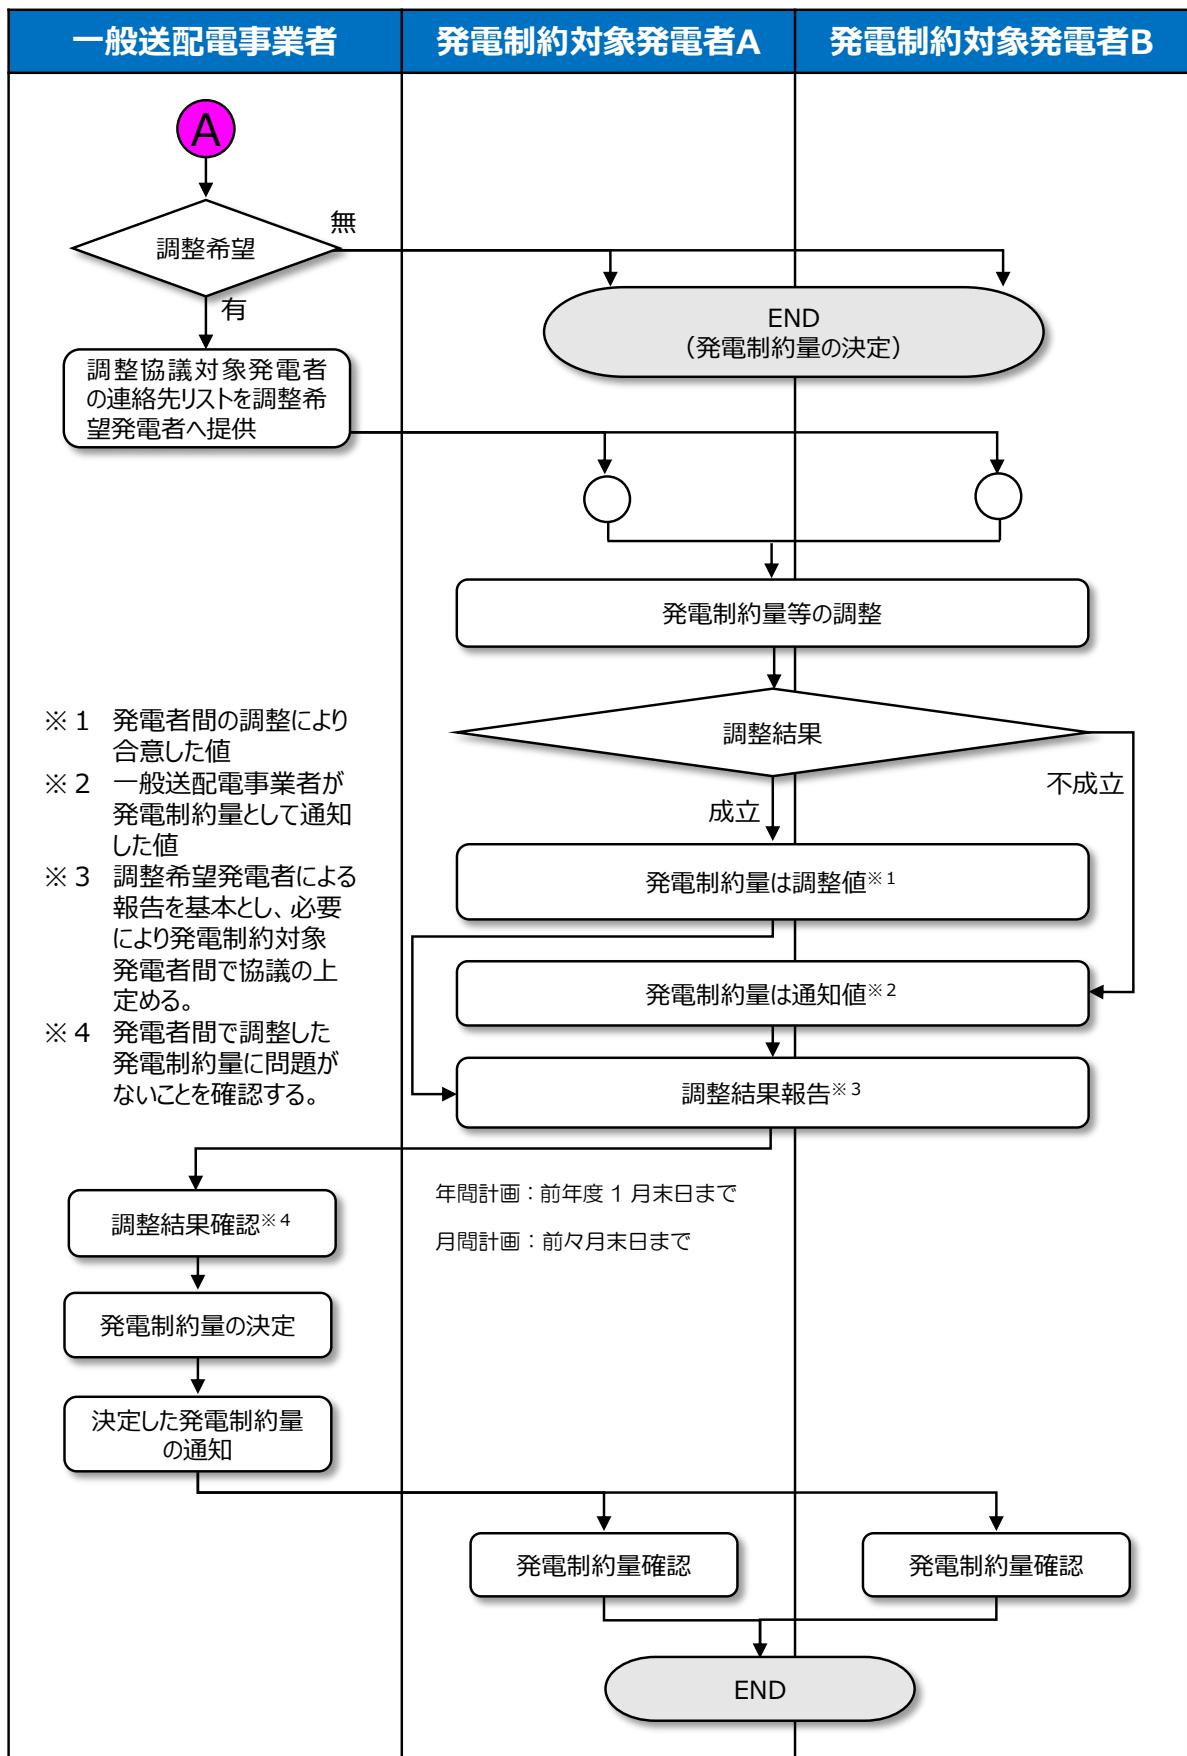 一般送配電事業者
発電制約対象発電者A
発電制約対象発電者B
A
調整希望
無
有
END
（発電制約量の決定）
調整協議対象発電者
の連絡先リストを調整希
望発電者へ提供
発電制約量等の調整
調整結果
不成立
成立
発電制約量は調整値※1
発電制約量は通知値※2
調整結果報告※3
※１ 発電者間の調整により
合意した値
※２ 一般送配電事業者が
発電制約量として通知
した値
※３ 調整希望発電者による
報告を基本とし、必要
により発電制約対象
発電者間で協議の上
定める。
※４ 発電者間で調整した
発電制約量に問題が
ないことを確認する。
年間計画：前年度１月末日まで
月間計画：前々月末日まで
調整結果確認※4
発電制約量の決定
決定した発電制約量
の通知
発電制約量確認
発電制約量確認
END